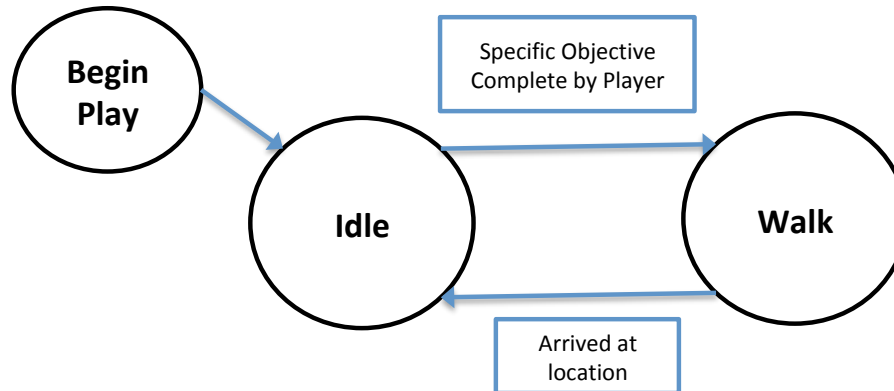 Begin
Play
Specific Objective
Complete by Player
Idle
Walk
Arrived at
location